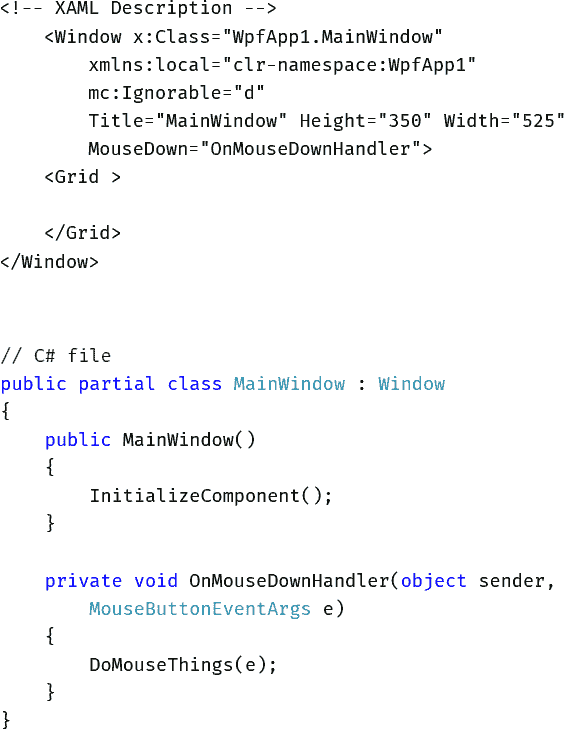 <!-- XAML Description -->
    <Window x:Class="WpfApp1.MainWindow"
        xmlns:local="clr-namespace:WpfApp1"
        mc:Ignorable="d"
        Title="MainWindow" Height="350" Width="525"
        MouseDown="OnMouseDownHandler">
    <Grid >

    </Grid>
</Window>

// C# file
public partial class MainWindow : Window
{
    public MainWindow()
    {
        InitializeComponent();
    }

    private void OnMouseDownHandler(object sender,
        MouseButtonEventArgs e)
    {
        DoMouseThings(e);
    }
}